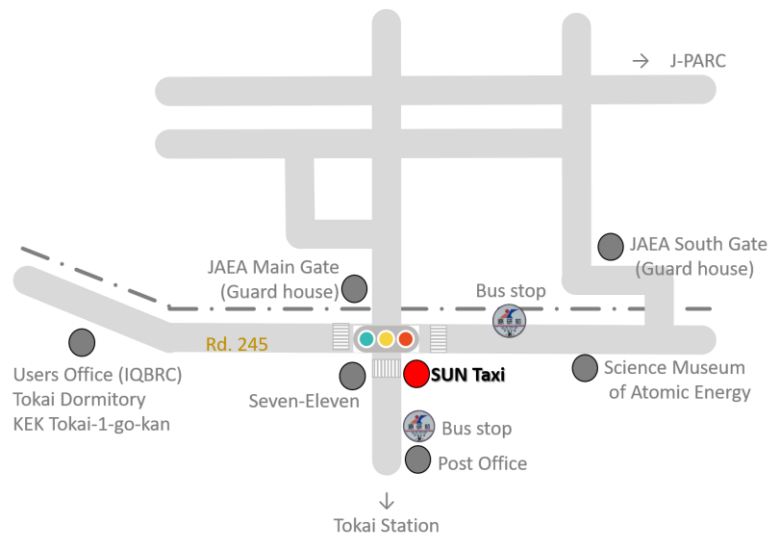 → J-PARC
JAEA South Gate
(Guard house)
JAEA Main Gate
(Guard house)
Bus stop
Rd. 245
Users Office (IQBRC)
Tokai Dormitory
KEK Tokai-1-go-kan
Seven-Eleven
SUN Taxi
Science Museum
of Atomic Energy
Bus stop
Post Office
↓
Tokai Station